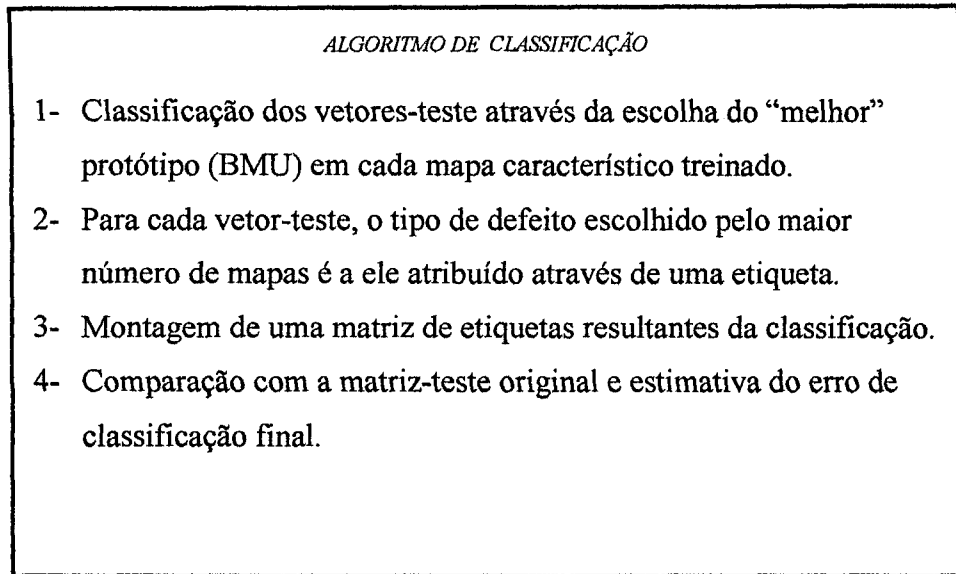 ALGORITMO DE CLASSIFICAÇÃO
1- Classificação dos vetores-teste através da escolha do “melhor”
protótipo (BMU) em cada mapa característico treinado.
2- Para cada vetor-teste, o tipo de defeito escolhido pelo maior
número de mapas é a ele atribuído através de uma etiqueta.
3- Montagem de uma matriz de etiquetas resultantes da classificação.
4- Comparação com a matriz-teste original e estimativa do erro de
classificação final.